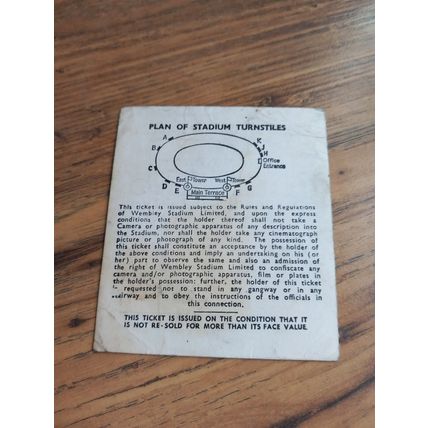 PLAN OF STADIUM TURNSTILES
A
K
J
B
H
Office
Entrance
C
East Tower
West Tower
D
E
Main Terrace
F
G
This ticket is issued subject to the Rules and Regulations
of Wembley Stadium Limited, and upon the express
conditions that the holder thereof shall not take a
Camera or photographic apparatus of any description into
the Stadium, nor shall the holder take any cinematograph
picture or photograph of any kind. The possession of
this ticket shall constitute an acceptance by the holder of
the above conditions and imply an undertaking on his (or
her) part to observe the same and also an admission of
the right of Wembley Stadium Limited to confiscate any
camera and/or photographic apparatus, film or plates in
the holder's possession: further, the holder of this ticket
requested not to stand in any gangway or in any
and to obey the instructions of the officials in
this connection.
THIS TICKET IS ISSUED ON THE CONDITION THAT IT
IS NOT RE-SOLD FOR MORE THAN ITS FACE VALUE.